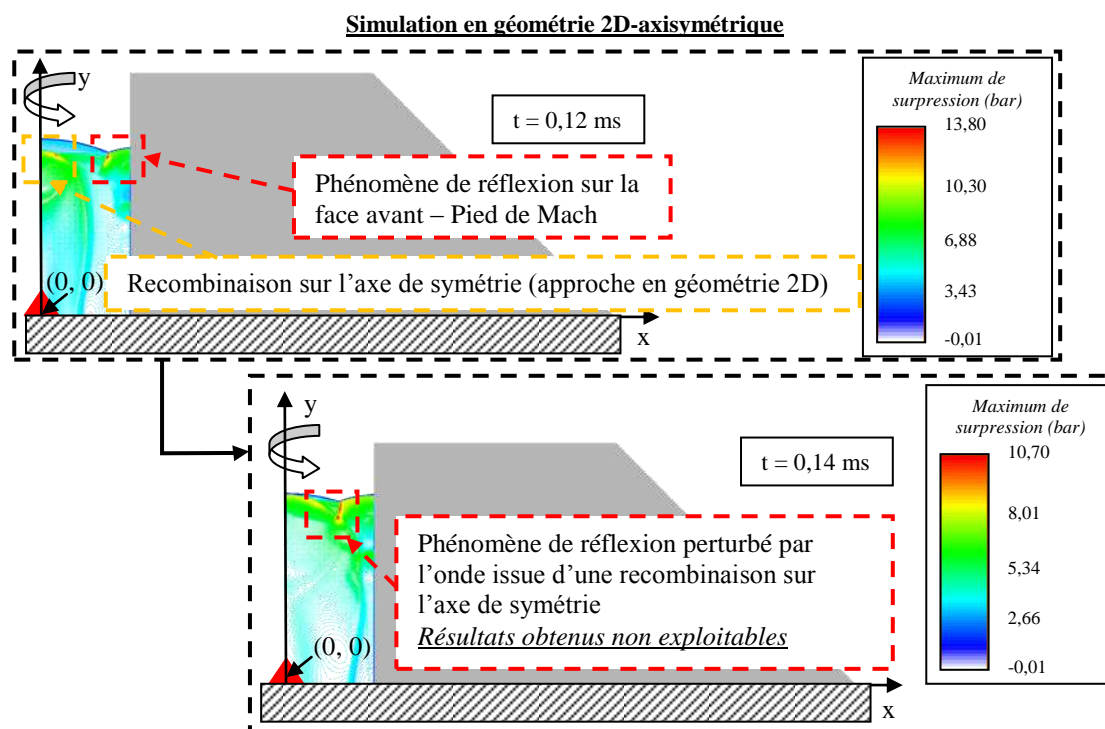 Simulation en géométrie 2D-axisymétrique
y
t = 0,12 ms
Maximum de
surpression (bar)
13,80
10,30
6,88
3,43
-0,01
Phénomène de réflexion sur la
face avant – Pied de Mach
(0, 0)
Recombinaison sur l’axe de symétrie (approche en géométrie 2D)
x
y
t = 0,14 ms
Maximum de
surpression (bar)
10,70
8,01
5,34
2,66
-0,01
Phénomène de réflexion perturbé par
l’onde issue d’une recombinaison sur
l’axe de symétrie
Résultats obtenus non exploitables
(0, 0)
x